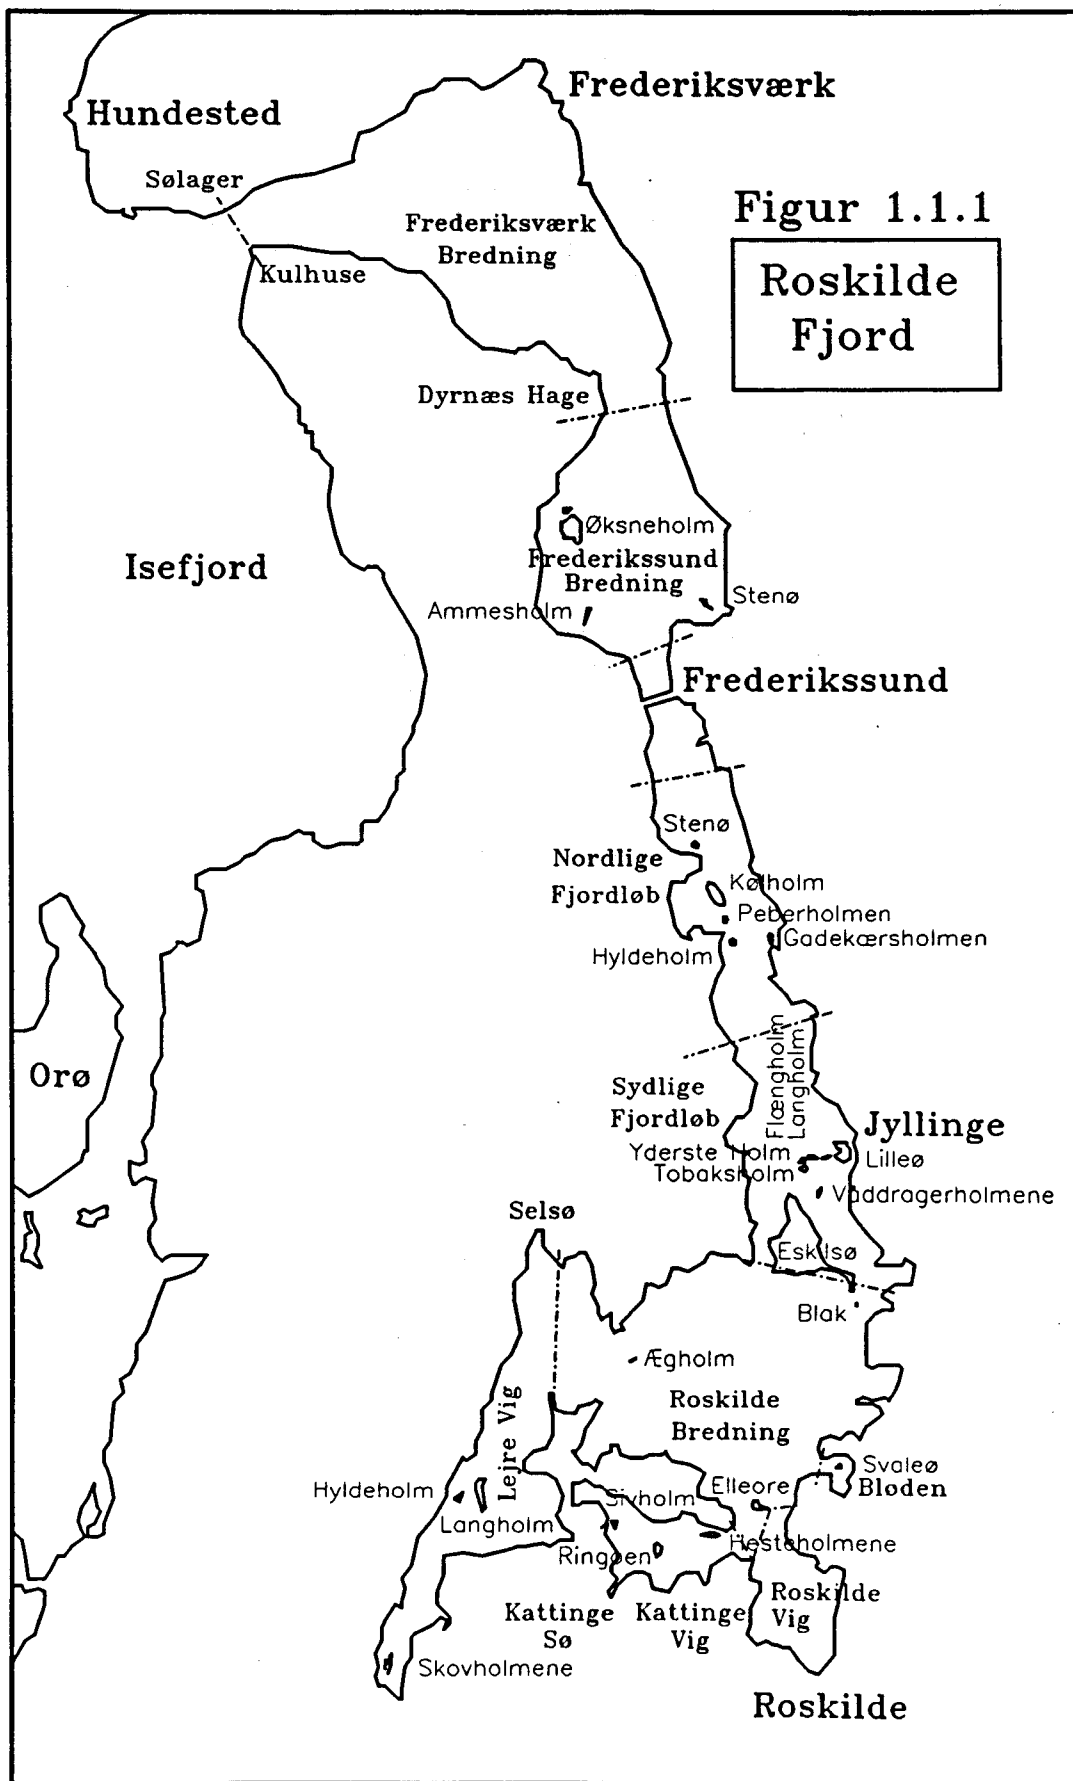 Frederiksværk
Hundested
Sølager
Figur 1.1.1
Frederiksværk
Bredning
Kulhuse
Roskilde
Fjord
Dyrnæs Hage
Øksneholm
Frederikssund
Bredning
Isefjord
Stenø
Ammesholm
Frederikssund
Stenø
Nordlige
Fjordløb
Kølholm
Peberholmen
Gadekærsholmen
Hyldeholm
Flængholm
Langholm
Orø
Sydlige
Fjordløb
Jyllinge
Yderste Holm
Lilleø
Tobaksholm
Vaddragerholmene
Selsø
Eskilsø
Blak
Ægholm
Roskilde
Bredning
Lejre Vig
Svaleø
Bløden
Elleore
Hyldeholm
Sivholm
Langholm
Hesteholmene
Ringøen
Roskilde
Vig
Kattinge
Sø
Kattinge
Vig
Skovholmene
Roskilde